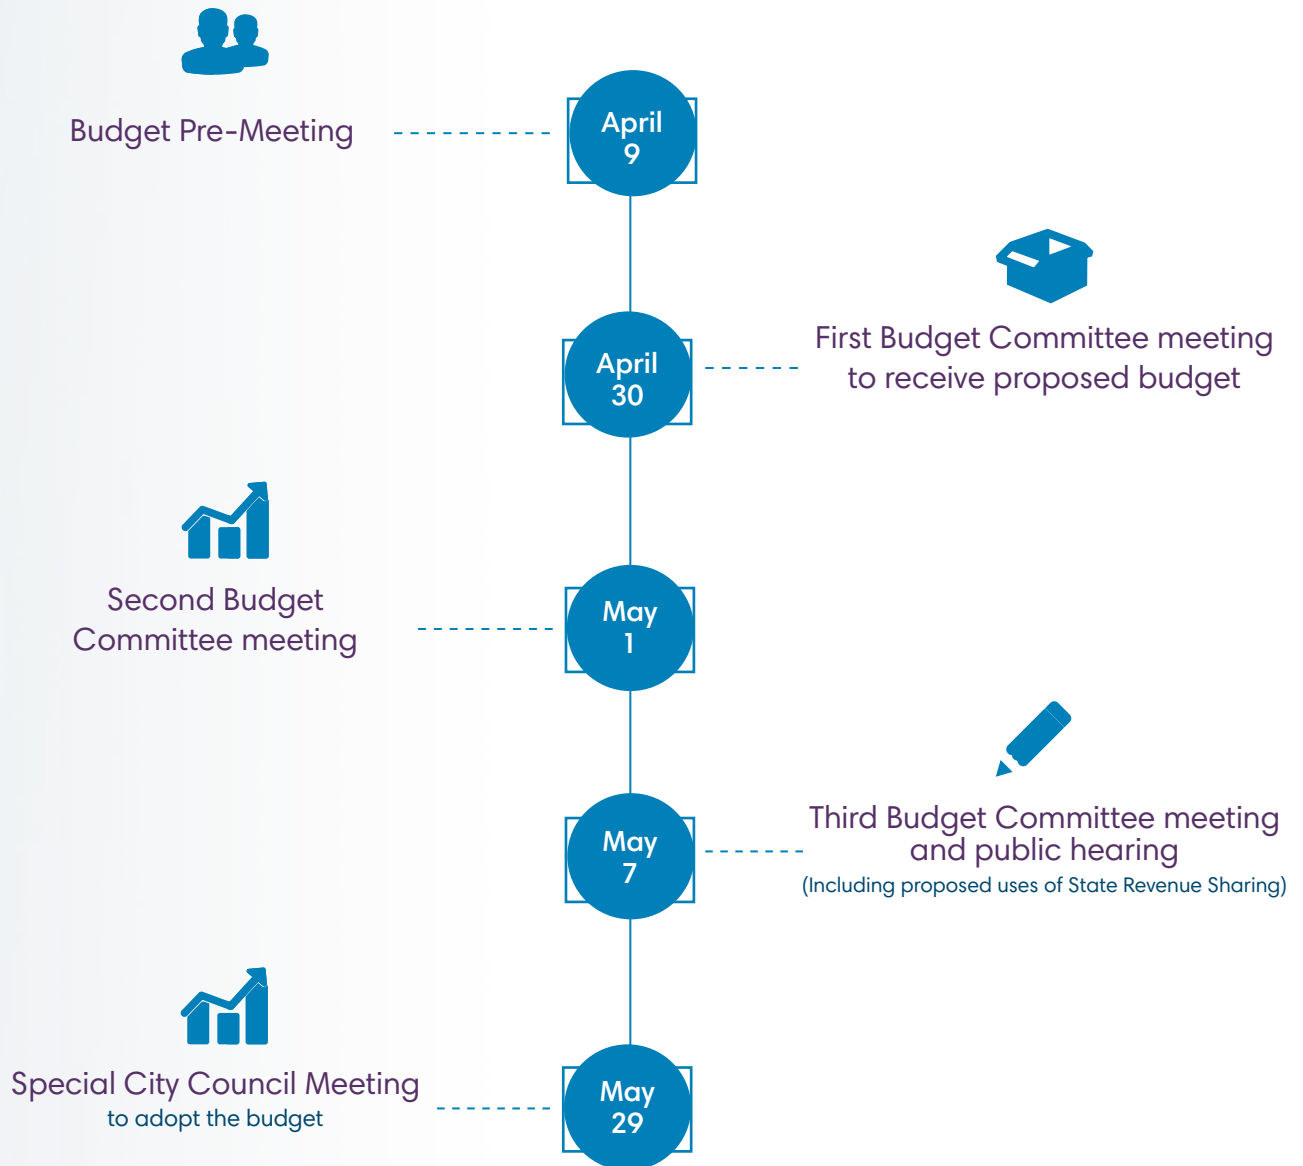 Budget Pre-Meeting
April
9
April
30
First Budget Committee meeting
to receive proposed budget
Second Budget
Committee meeting
May
1
May
7
Third Budget Committee meeting
and public hearing
(Including proposed uses of State Revenue Sharing)
Special City Council Meeting
to adopt the budget
May
29